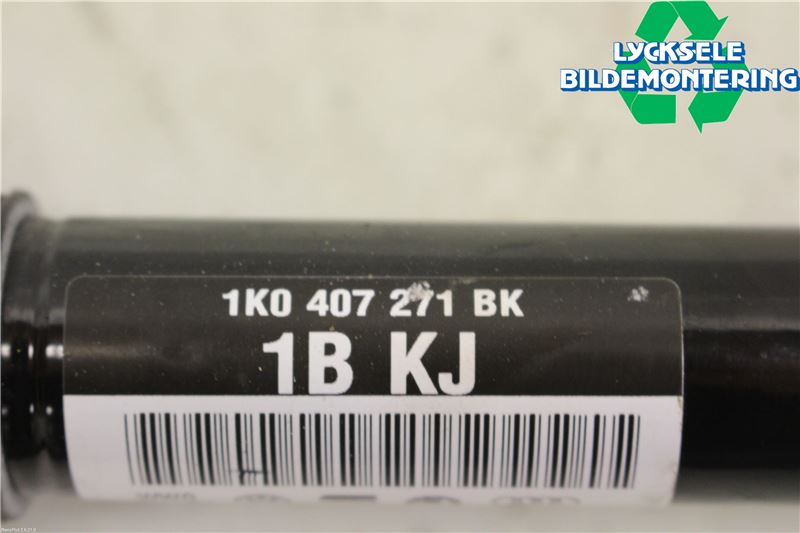 LYCKSELE
BILDEMONTERING
1K0 407 271 BK
1B KJ